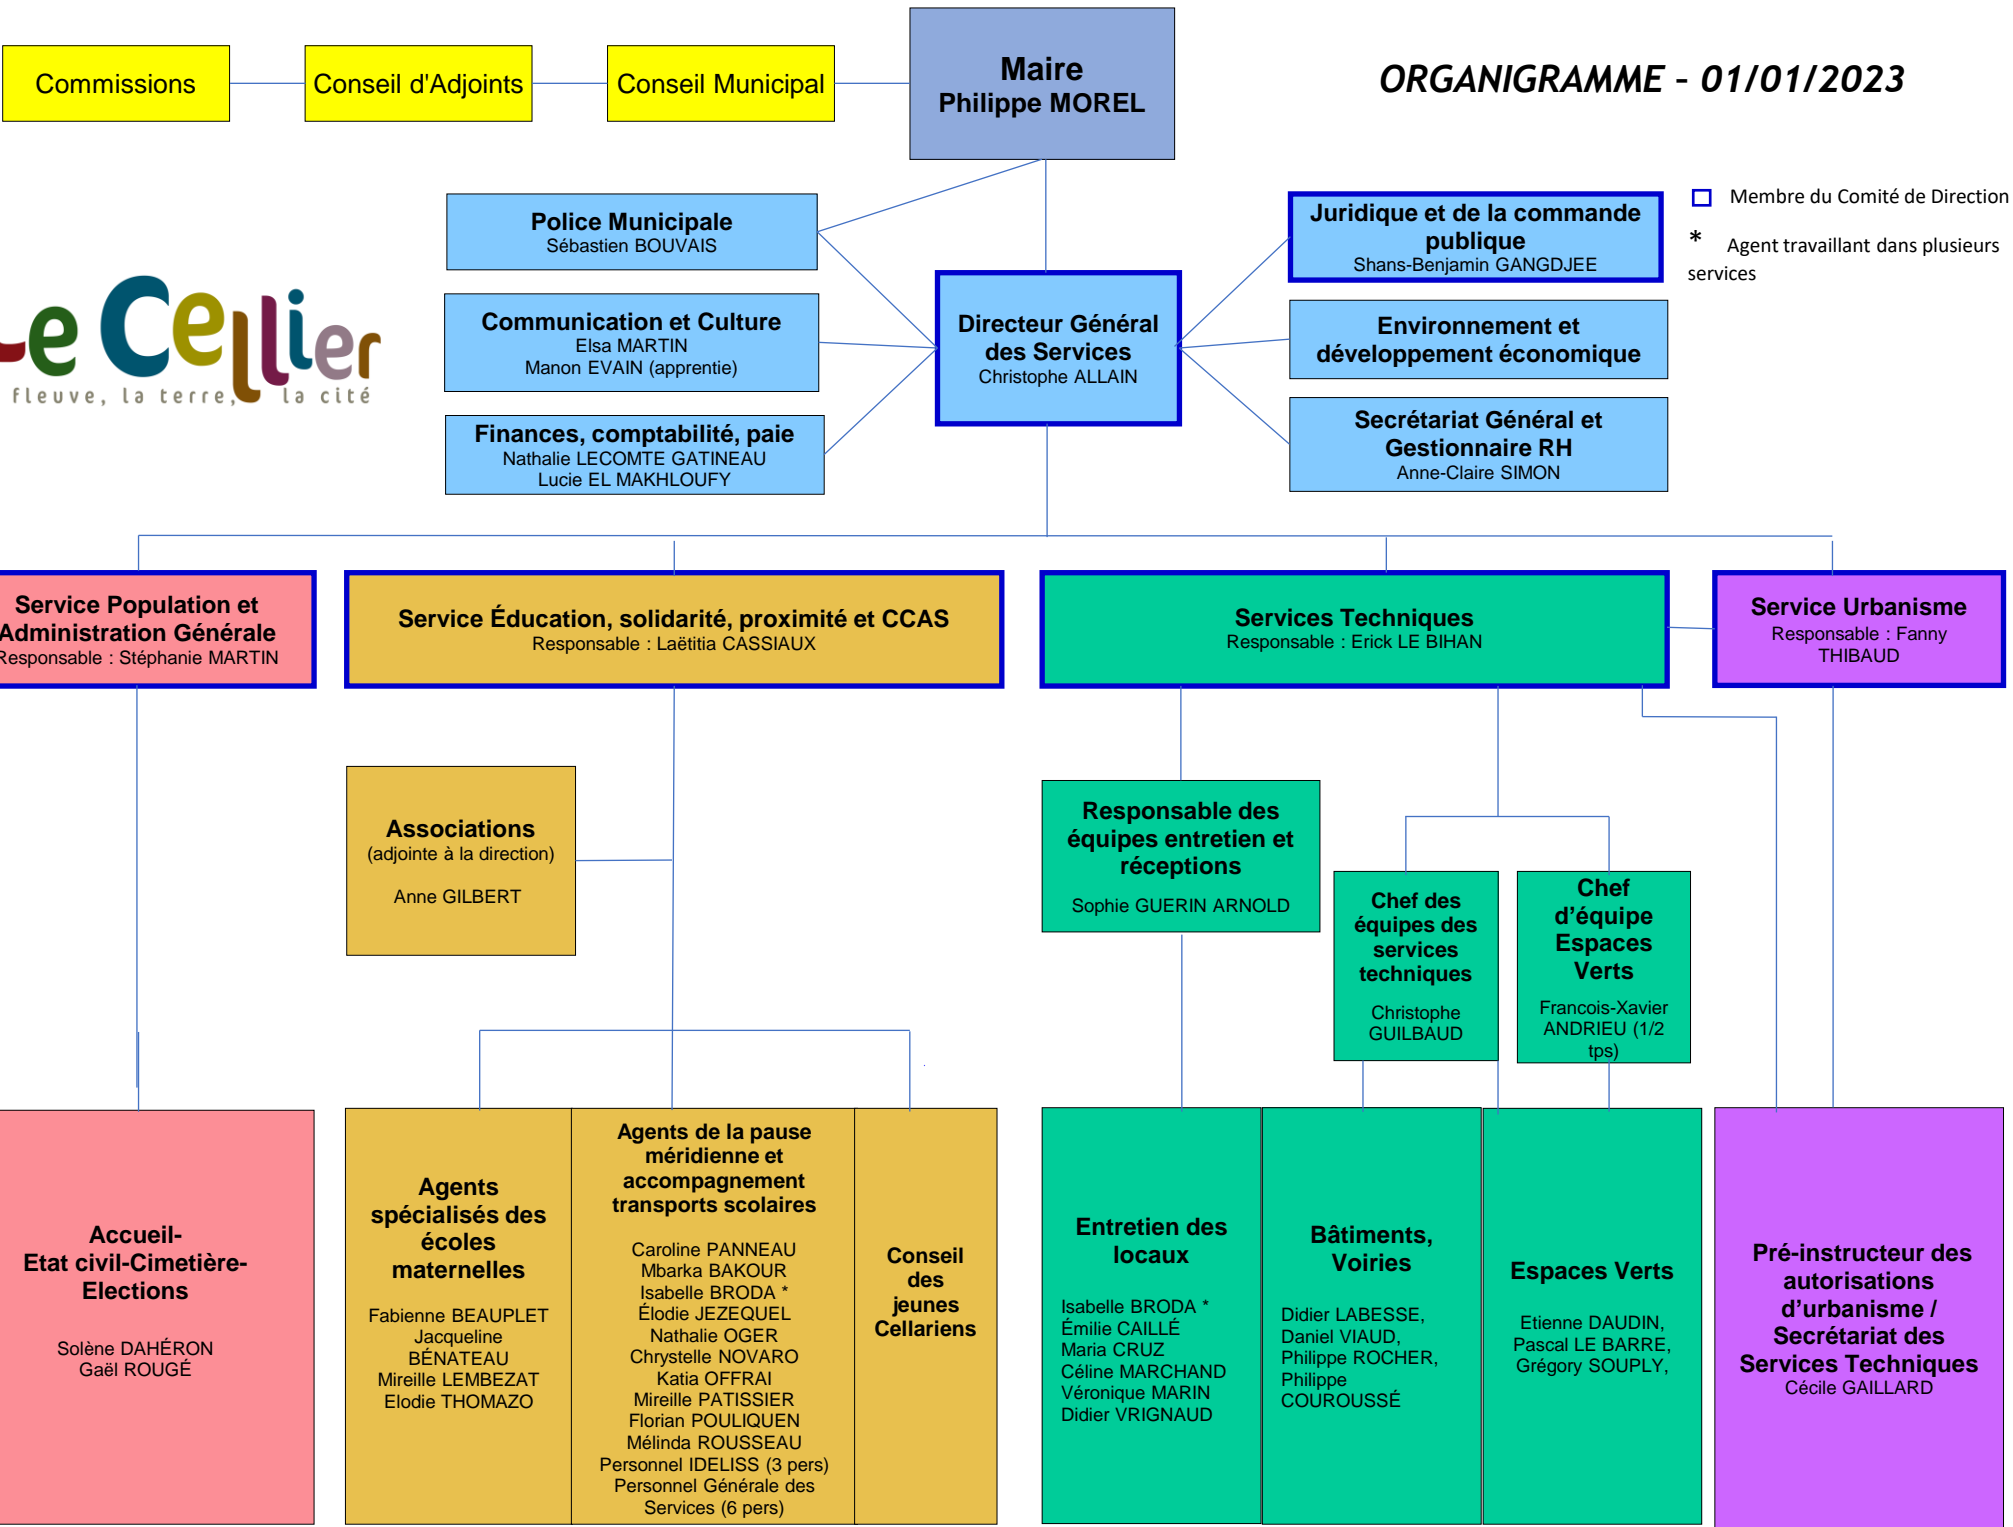 Commissions
Conseil d'Adjoints
Conseil Municipal
Maire
Philippe MOREL
ORGANIGRAMME – 01/01/2023
Police Municipale
Sébastien BOUVAIS
Juridique et de la commande
publique
Shans-Benjamin GANGDJEE
Membre du Comité de Direction
* Agent travaillant dans plusieurs
services
Le Cellier
fleuve, la terre, la cité
Communication et Culture
Elsa MARTIN
Manon EVAIN (apprentie)
Directeur Général
des Services
Christophe ALLAIN
Environnement et
développement économique
Finances, comptabilité, paie
Nathalie LECOMTE GATINEAU
Lucie EL MAKHLOUFY
Secrétariat Général et
Gestionnaire RH
Anne-Claire SIMON
Service Population et
Administration Générale
Responsable : Stéphanie MARTIN
Service Éducation, solidarité, proximité et CCAS
Responsable : Laëtitia CASSIAUX
Services Techniques
Responsable : Erick LE BIHAN
Service Urbanisme
Responsable : Fanny
THIBAUD
Associations
(adjointe à la direction)
Anne GILBERT
Responsable des
équipes entretien et
réceptions
Sophie GUERIN ARNOLD
Chef des
équipes des
services
techniques
Christophe
GUILBAUD
Chef
d'équipe
Espaces
Verts
Francois-Xavier
ANDRIEU (1/2
tps)
Accueil-
Etat civil-Cimetière-
Elections
Solène DAHÉRON
Gaël ROUGÉ
Agents
spécialisés des
écoles
maternelles
Fabienne BEAUPLET
Jacqueline
BÉNATEAU
Mireille LEMBEZAT
Elodie THOMAZO
Agents de la pause
méridienne et
accompagnement
transports scolaires
Caroline PANNEAU
Mbarka BAKOUR
Isabelle BRODA *
Élodie JEZEQUEL
Nathalie OGER
Chrystelle NOVARO
Katia OFFRAI
Mireille PATISSIER
Florian POULIQUEN
Mélinda ROUSSEAU
Personnel IDELISS (3 pers)
Personnel Générale des
Services (6 pers)
Conseil
des
jeunes
Cellariens
Entretien des
locaux
Isabelle BRODA *
Émilie CAILLÉ
Maria CRUZ
Céline MARCHAND
Véronique MARIN
Didier VRIGNAUD
Bâtiments,
Voiries
Didier LABESSE,
Daniel VIAUD,
Philippe ROCHER,
Philippe
COUROUSSÉ
Espaces Verts
Etienne DAUDIN,
Pascal LE BARRE,
Grégory SOUPLY,
Pré-instructeur des
autorisations
d'urbanisme /
Secrétariat des
Services Techniques
Cécile GAILLARD